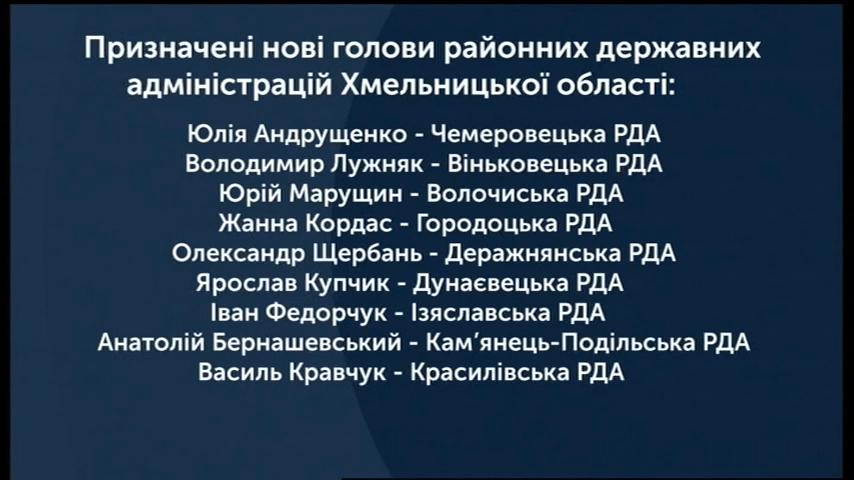 Призначені нові голови районних державних
адміністрацій Хмельницької області:
Юлія Андрущенко - Чемеровецька РДА
Володимир Лужняк - Віньковецька РДА
Юрій Марущин - Волочиська РДА
Жанна Кордас - Городоцька РДА
Олександр Щербань - Деражнянська РДА
Ярослав Купчик - Дунаєвецька РДА
Іван Федорчук - Ізяславська РДА
Анатолій Бернашевський - Кам’янець-Подільська РДА
Василь Кравчук - Красилівська РДА